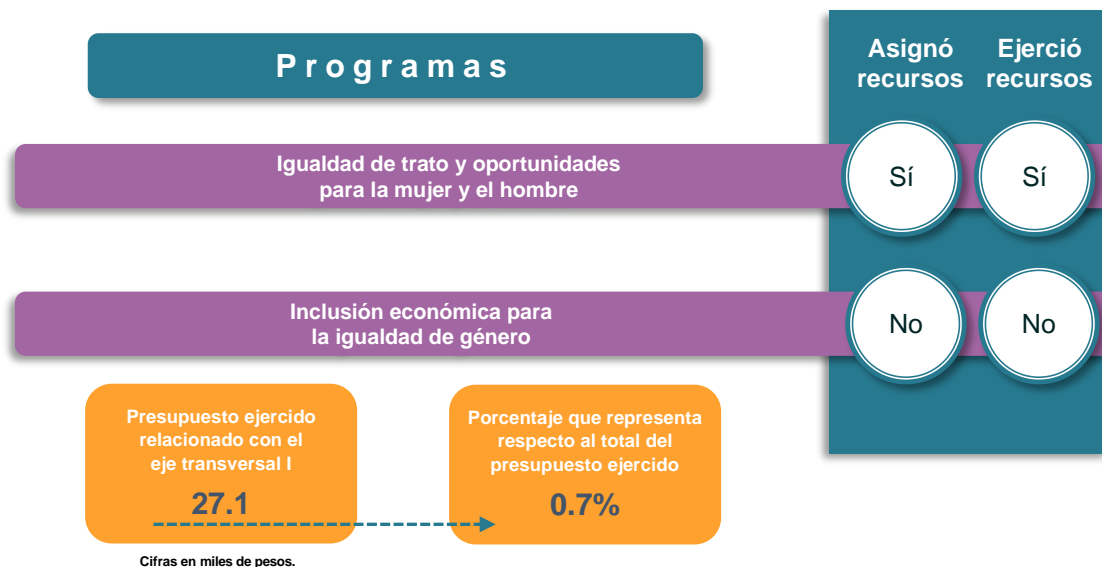 Programas
Asignó
recursos
Ejerció
recursos
Igualdad de trato y oportunidades
para la mujer y el hombre
Sí
Sí
Inclusión económica para
la igualdad de género
No
No
Presupuesto ejercido
relacionado con el
eje transversal I
27.1
Porcentaje que representa
respecto al total del
presupuesto ejercido
0.7%
Cifras en miles de pesos.